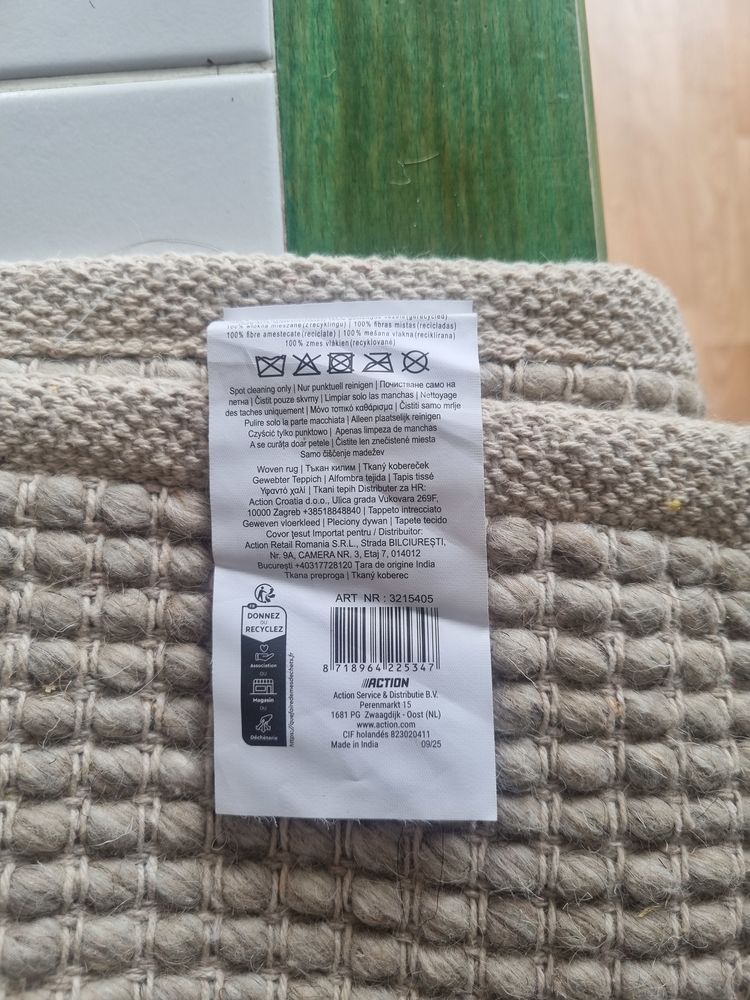 (gerecycled)
100% vlákna mieszane(zrecyklingu) | 100% fibras mistas(recicladas)
100% fibre amestecate (reciclate) | 100% mešana vlakna (reciklirana)
100% zmes vlákien(recyklované)
Spot cleaning only | Nur punktuell reinigen | Почистване само на
петна | Čistit pouze skvrny | Limpiar solo las manchas | Nettoyage
des taches uniquement | Μόνο τοπικό καθάρισμα | Čistiti samo mrlje
Pulire solo la parte macchiata | Alleen plaatselijk reinigen
Czyścić tylko punktowo | Apenas limpeza de manchas
A se curăța doar petele | Čistite len znečistené miesta
Samo čiščenje madežev
Woven rug | Тъкан килим | Tkaný kobereček
Gewebter Teppich | Alfombra tejida | Tapis tissé
Υφαντό χαλί | Tkani tepih Distributer za HR:
Action Croatia d.o.o., Ulica grada Vukovara 269F,
10000 Zagreb +38518848840 | Tappeto intrecciato
Geweven vloerkleed | Pleciony dywan | Tapete tecido
Covor țesut Importat pentru / Distribuitor:
Action Retail Romania S.R.L., Strada BILCIUREȘTI,
Nr. 9A, CAMERA NR. 3, Etaj 7, 014012
București +40317728120 Țara de origine India
Tkana preproga | Tkaný koberec
ART NR : 3215405
8 718964 225347
FR
DONNEZ
OU
RECYCLEZ
Association
OU
Magasin
OU
Déchèterie
https://quefairedemesdechets.fr
ACTION
Action Service & Distributie B.V.
Perenmarkt 15
1681 PG Zwaagdijk - Oost (NL)
www.action.com
CIF holandés 823020411
Made in India 09/25